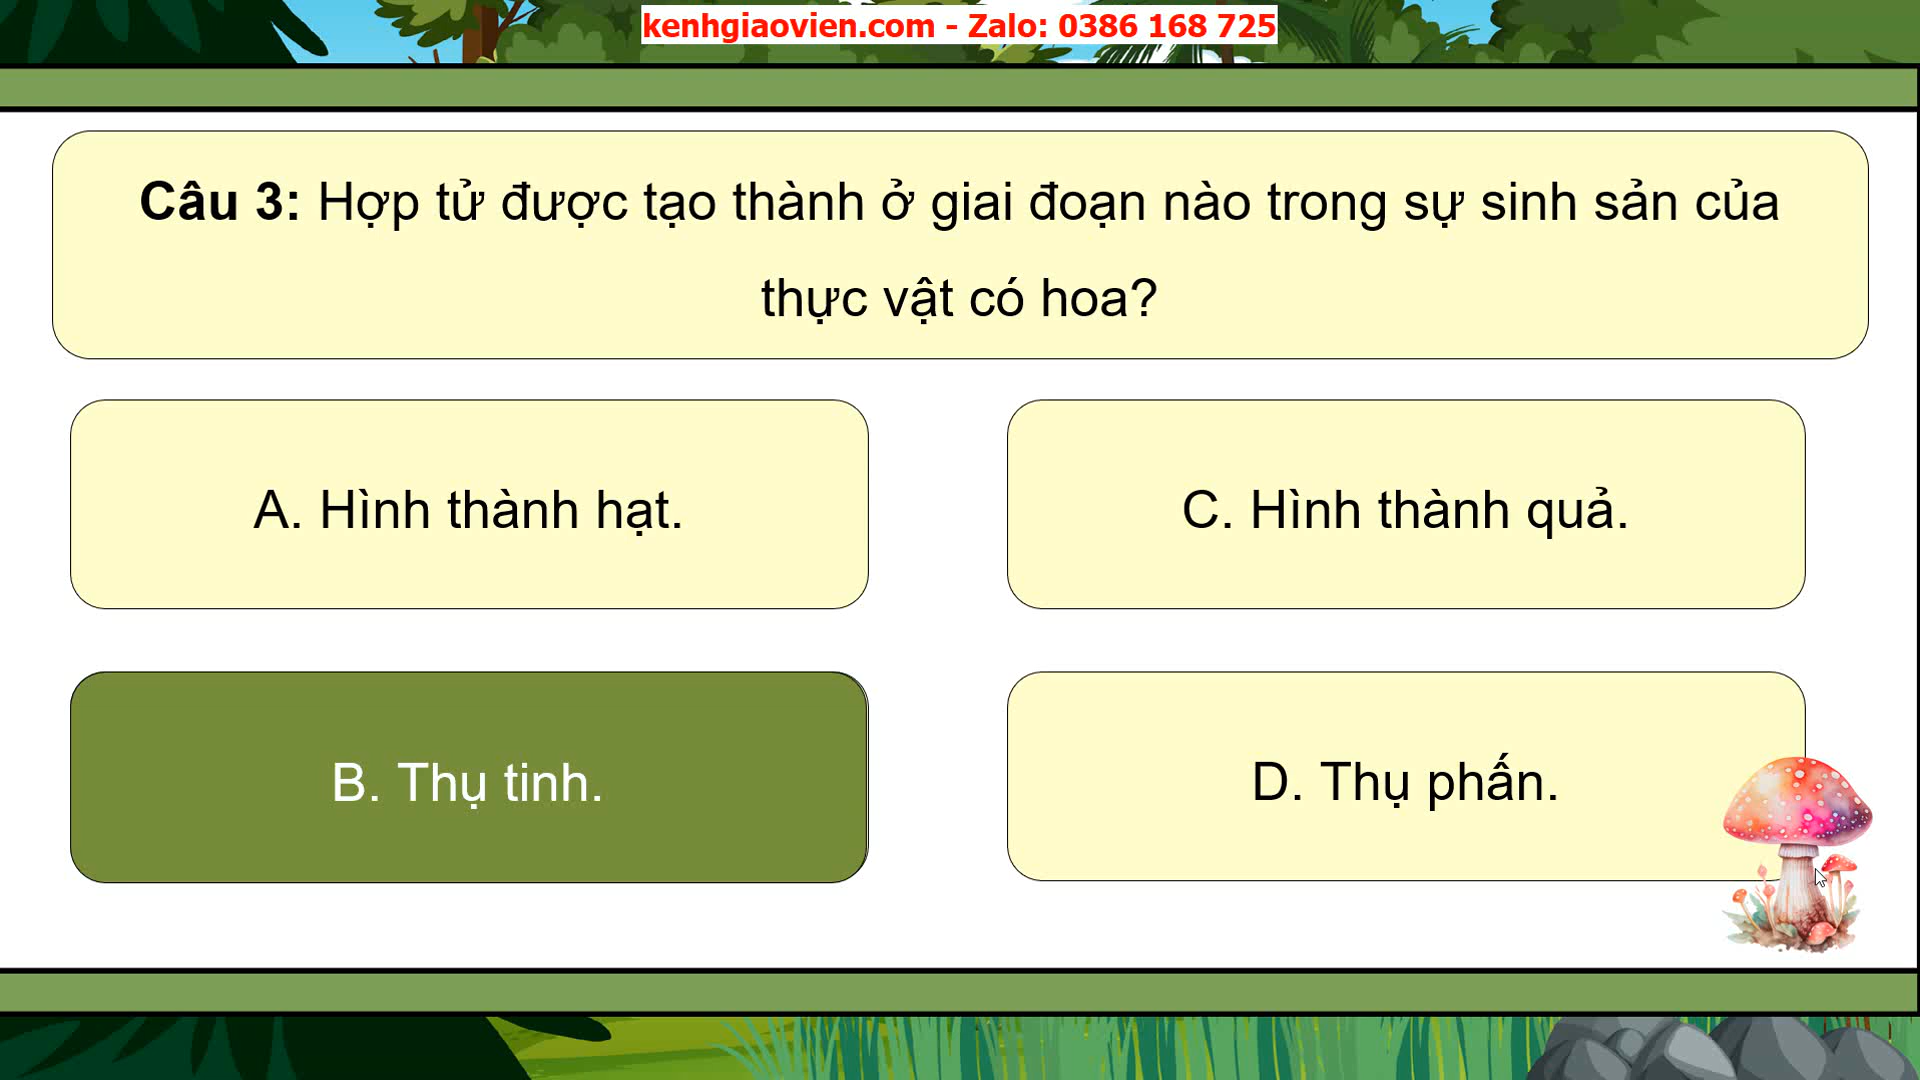 kenhgiaovien.com - Zalo: 0386 168 725
Câu 3: Hợp tử được tạo thành ở giai đoạn nào trong sự sinh sản của
thực vật có hoa?
A. Hình thành hạt.
C. Hình thành quả.
B. Thụ tinh.
D. Thụ phấn.